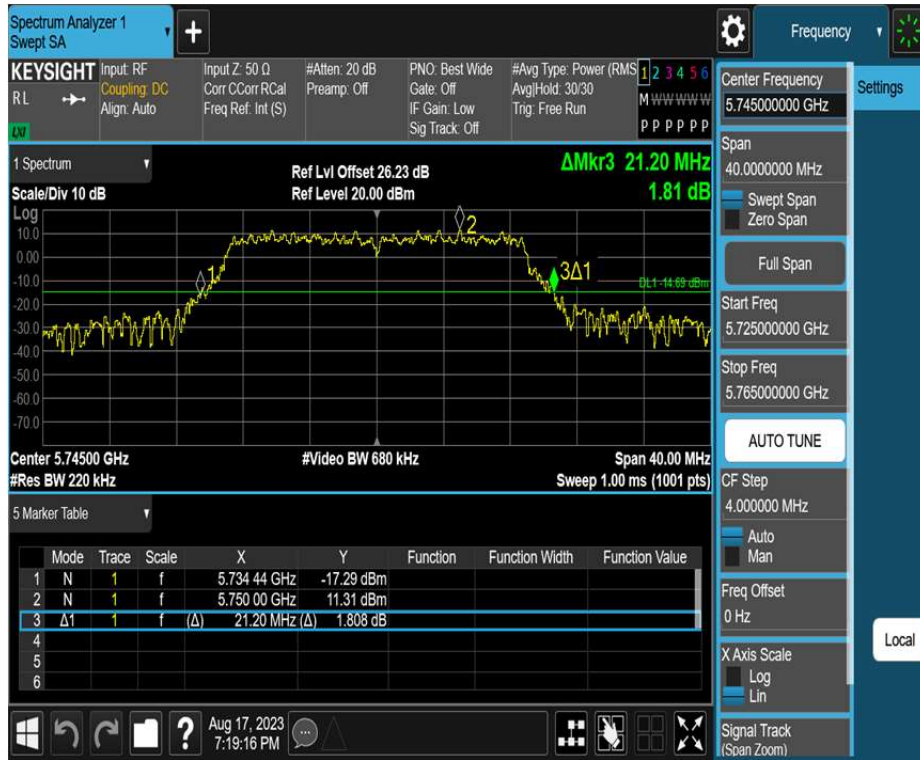 Spectrum Analyzer 1
Swept SA
+
Frequency
KEYSIGHT
RL
LXI
Input: RF
Coupling: DC
Align: Auto
Input Z: 50 Ω
Corr CCorr RCal
Freq Ref: Int (S)
#Atten: 20 dB
Preamp: Off
PNO: Best Wide
Gate: Off
IF Gain: Low
Sig Track: Off
#Avg Type: Power (RMS
Avg|Hold: 30/30
Trig: Free Run
1 2 3 4 5 6
M W W W W W
P P P P P P
Settings
Center Frequency
5.745000000 GHz
Span
40.0000000 MHz
Swept Span
Zero Span
Full Span
Start Freq
5.725000000 GHz
Stop Freq
5.765000000 GHz
AUTO TUNE
CF Step
4.000000 MHz
Auto
Man
Freq Offset
0 Hz
X Axis Scale
Log
Lin
Signal Track
(Span Zoom)
Local
1 Spectrum
Scale/Div 10 dB
Ref Lvl Offset 26.23 dB
Ref Level 20.00 dBm
ΔMkr3 21.20 MHz
1.81 dB
Log
10.0
0.00
-10.0
-20.0
-30.0
-40.0
-50.0
-60.0
-70.0
1
2
3Δ1
DL1 -14.69 dBm
Center 5.74500 GHz
#Res BW 220 kHz
#Video BW 680 kHz
Span 40.00 MHz
Sweep 1.00 ms (1001 pts)
5 Marker Table
Mode Trace Scale X Y Function Function Width Function Value
1 N 1 f 5.734 44 GHz -17.29 dBm
2 N 1 f 5.750 00 GHz 11.31 dBm
3 Δ1 1 f (Δ) 21.20 MHz (Δ) 1.808 dB
4
5
6
?
Aug 17, 2023
7:19:16 PM